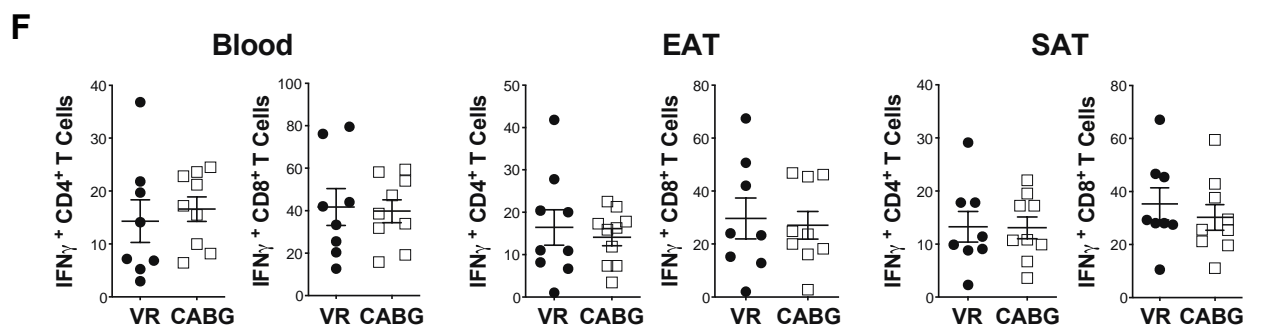 F
Blood
EAT
SAT
IFNγ⁺ CD4⁺ T Cells
40
30
20
10
0
VR CABG
IFNγ⁺ CD8⁺ T Cells
100
80
60
40
20
0
VR CABG
IFNγ⁺ CD4⁺ T Cells
50
40
30
20
10
0
VR CABG
IFNγ⁺ CD8⁺ T Cells
80
60
40
20
0
VR CABG
IFNγ⁺ CD4⁺ T Cells
40
30
20
10
0
VR CABG
IFNγ⁺ CD8⁺ T Cells
80
60
40
20
0
VR CABG